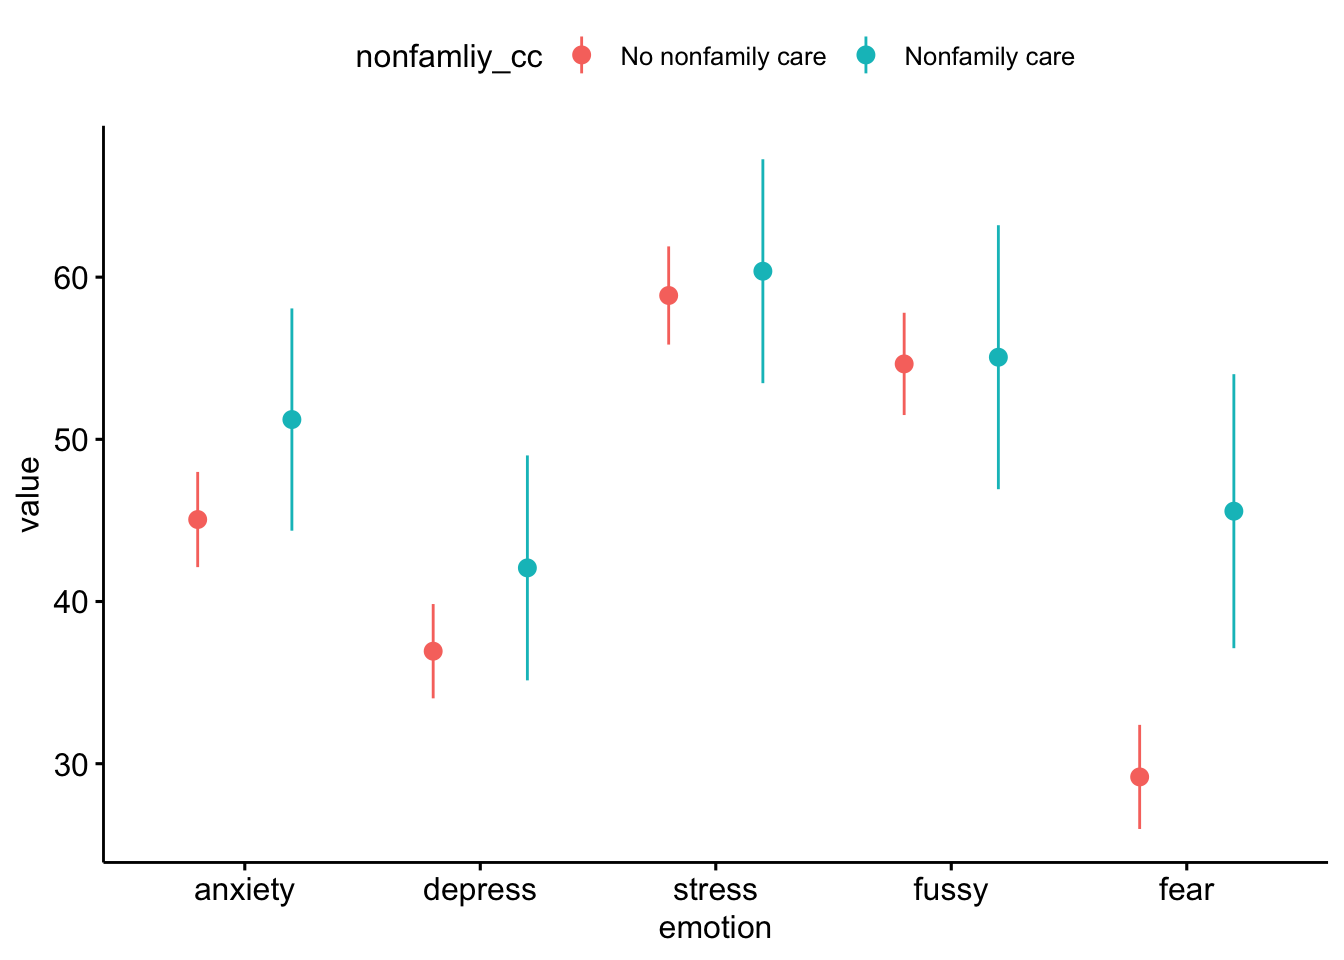 nonfamliy_cc No nonfamily care Nonfamily care
60
50
40
30
value
anxiety depress stress fussy fear
emotion